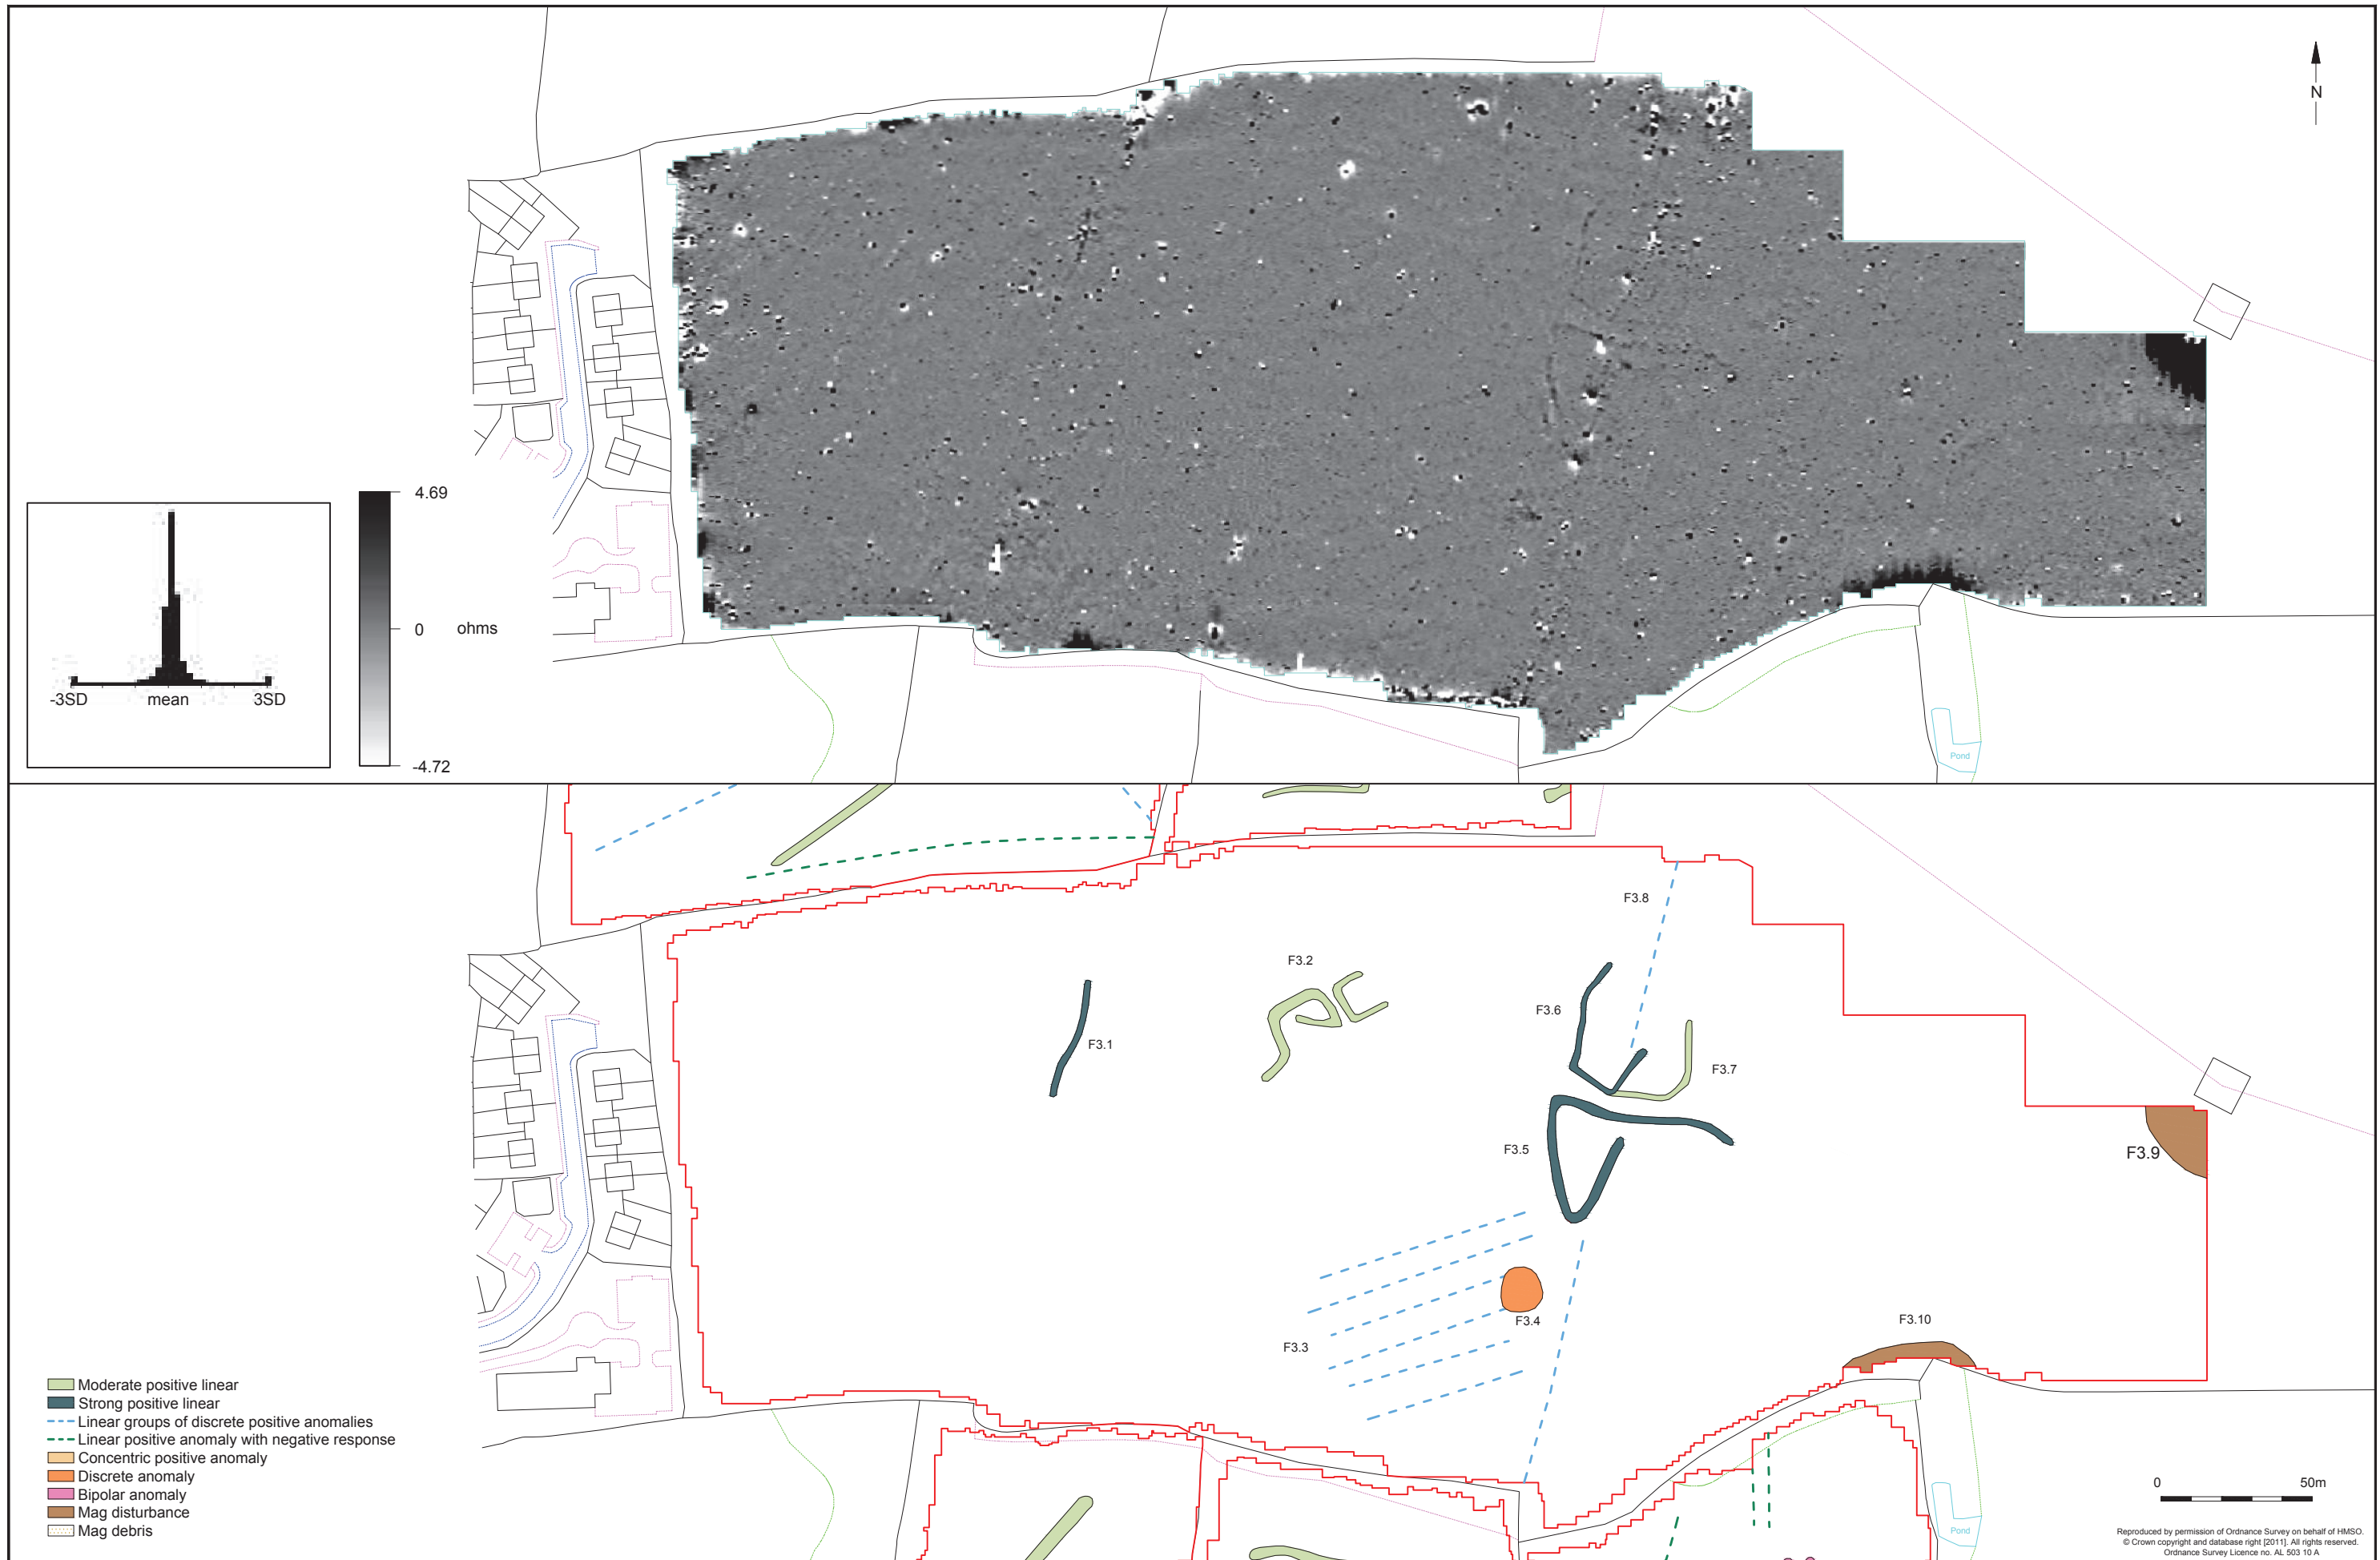 N
4.69
0 ohms
-4.72
-3SD mean 3SD
Pond
F3.8
F3.2
F3.6
F3.1
F3.7
F3.5
F3.9
F3.4
F3.10
F3.3
Moderate positive linear
Strong positive linear
Linear groups of discrete positive anomalies
Linear positive anomaly with negative response
Concentric positive anomaly
Discrete anomaly
Bipolar anomaly
Mag disturbance
Mag debris
0 50m
Pond
Reproduced by permission of Ordnance Survey on behalf of HMSO.
© Crown copyright and database right [2011]. All rights reserved.
Ordnance Survey Licence no. AL 503 10 A